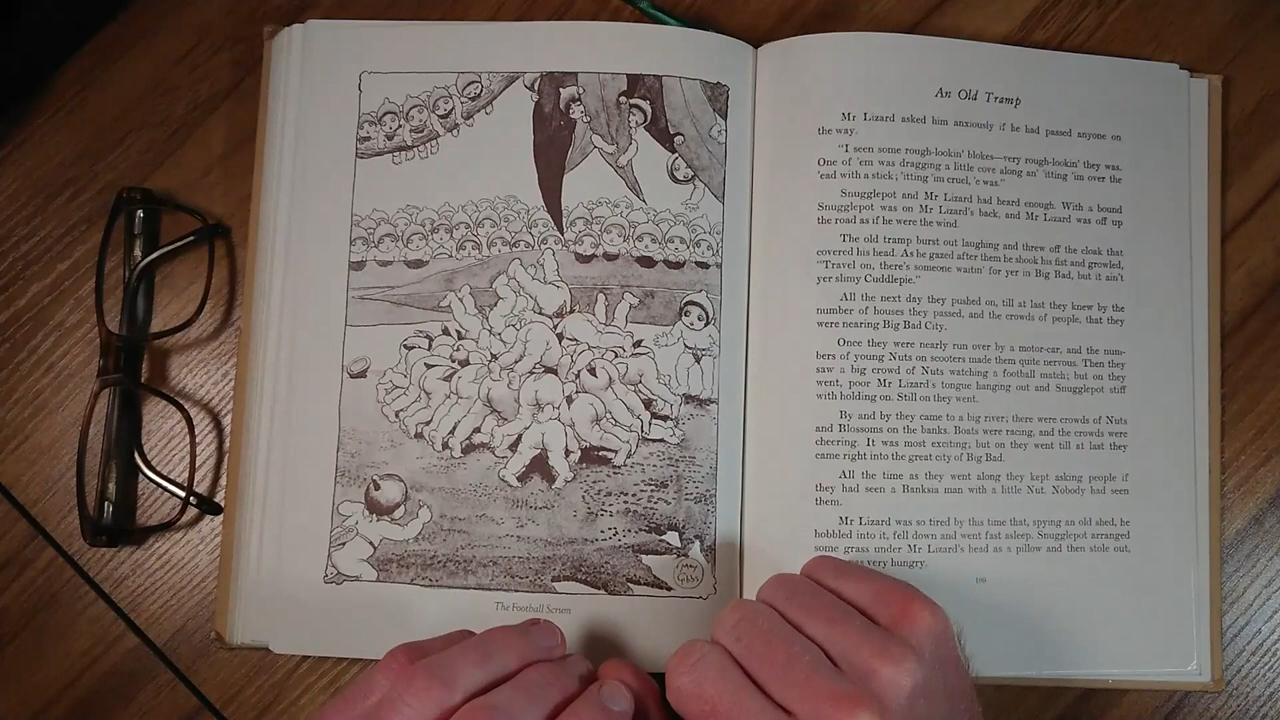 May
Gibbs
The Football Scrum
An Old Tramp
Mr Lizard asked him anxiously if he had passed anyone on
the way.
"I seen some rough-lookin' blokes—very rough-lookin' they was.
One of 'em was dragging a little cove along an' 'itting 'im over the
'ead with a stick; 'itting 'im cruel, 'e was."
Snugglepot and Mr Lizard had heard enough. With a bound
Snugglepot was on Mr Lizard's back, and Mr Lizard was off up
the road as if he were the wind.
The old tramp burst out laughing and threw off the cloak that
covered his head. As he gazed after them he shook his fist and growled,
"Travel on, there's someone waitin' for yer in Big Bad, but it ain't
yer slimy Cuddlepie."
All the next day they pushed on, till at last they knew by the
number of houses they passed, and the crowds of people, that they
were nearing Big Bad City.
Once they were nearly run over by a motor-car, and the num-
bers of young Nuts on scooters made them quite nervous. Then they
saw a big crowd of Nuts watching a football match; but on they
went, poor Mr Lizard's tongue hanging out and Snugglepot stiff
with holding on. Still on they went.
By and by they came to a big river; there were crowds of Nuts
and Blossoms on the banks. Boats were racing, and the crowds were
cheering. It was most exciting; but on they went till at last they
came right into the great city of Big Bad.
All the time as they went along they kept asking people if
they had seen a Banksia man with a little Nut. Nobody had seen
them.
Mr Lizard was so tired by this time that, spying an old shed, he
hobbled into it, fell down and went fast asleep. Snugglepot arranged
some grass under Mr Lizard's head as a pillow and then stole out,
very hungry.